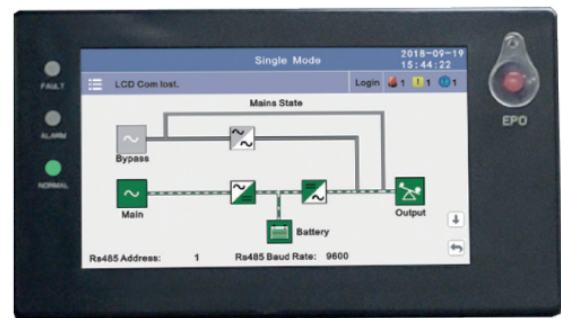 Single Mode
2018-09-19
15:44:22
LCD Com lost.
Login
1
1
1
FAULT
ALARM
NORMAL
EPO
Mains State
Bypass
Main
Battery
Output
Rs485 Address: 1
Rs485 Baud Rate: 9600